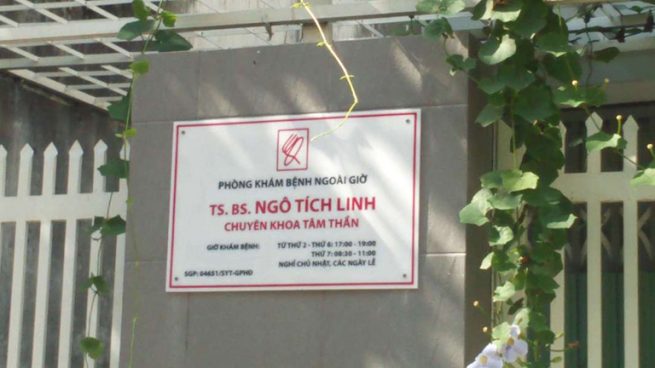 PHÒNG KHÁM BỆNH NGOÀI GIỜ
TS. BS. NGÔ TÍCH LINH
CHUYÊN KHOA TÂM THẦN
GIỜ KHÁM BỆNH: TỪ THỨ 2 - THỨ 6: 17:00 - 19:00
THỨ 7: 08:30 - 11:00
NGHỈ CHỦ NHẬT, CÁC NGÀY LỄ
SGP: 04651/SYT-GPHĐ